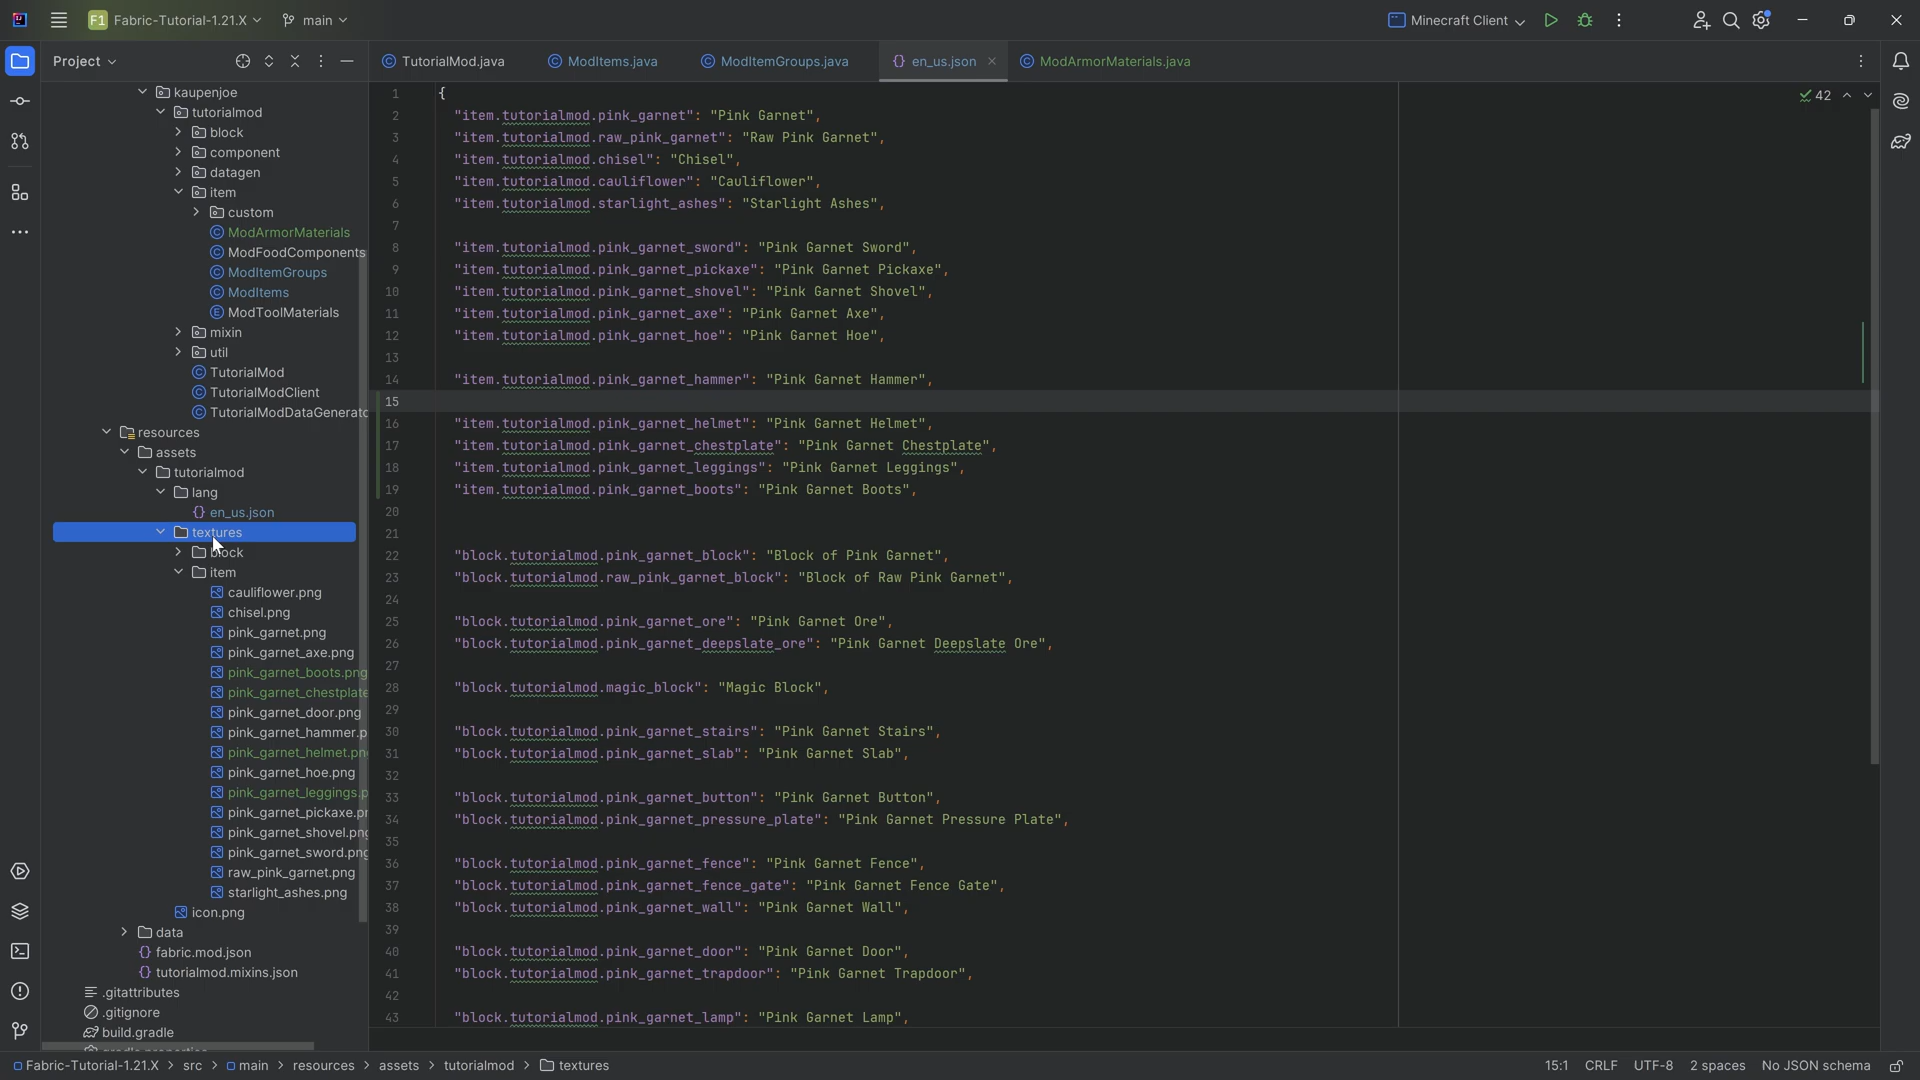 F1 Fabric-Tutorial-1.21.X main Minecraft Client
Project
TutorialMod.java ModItems.java ModItemGroups.java en_us.json ModArmorMaterials.java
kaupenjoe
tutorialmod
block
component
datagen
item
custom
ModArmorMaterials
ModFoodComponents
ModItemGroups
ModItems
ModToolMaterials
mixin
util
TutorialMod
TutorialModClient
TutorialModDataGenerato
resources
assets
tutorialmod
lang
en_us.json
textures
block
item
cauliflower.png
chisel.png
pink_garnet.png
pink_garnet_axe.png
pink_garnet_boots.png
pink_garnet_chestplate
pink_garnet_door.png
pink_garnet_hammer.p
pink_garnet_helmet.pn
pink_garnet_hoe.png
pink_garnet_leggings.p
pink_garnet_pickaxe.pn
pink_garnet_shovel.png
pink_garnet_sword.png
raw_pink_garnet.png
starlight_ashes.png
icon.png
data
fabric.mod.json
tutorialmod.mixins.json
.gitattributes
.gitignore
build.gradle
42
1 {
2 "item.tutorialmod.pink_garnet": "Pink Garnet",
3 "item.tutorialmod.raw_pink_garnet": "Raw Pink Garnet",
4 "item.tutorialmod.chisel": "Chisel",
5 "item.tutorialmod.cauliflower": "Cauliflower",
6 "item.tutorialmod.starlight_ashes": "Starlight Ashes",
7
8 "item.tutorialmod.pink_garnet_sword": "Pink Garnet Sword",
9 "item.tutorialmod.pink_garnet_pickaxe": "Pink Garnet Pickaxe",
10 "item.tutorialmod.pink_garnet_shovel": "Pink Garnet Shovel",
11 "item.tutorialmod.pink_garnet_axe": "Pink Garnet Axe",
12 "item.tutorialmod.pink_garnet_hoe": "Pink Garnet Hoe",
13
14 "item.tutorialmod.pink_garnet_hammer": "Pink Garnet Hammer",
15
16 "item.tutorialmod.pink_garnet_helmet": "Pink Garnet Helmet",
17 "item.tutorialmod.pink_garnet_chestplate": "Pink Garnet Chestplate",
18 "item.tutorialmod.pink_garnet_leggings": "Pink Garnet Leggings",
19 "item.tutorialmod.pink_garnet_boots": "Pink Garnet Boots",
20
21
22 "block.tutorialmod.pink_garnet_block": "Block of Pink Garnet",
23 "block.tutorialmod.raw_pink_garnet_block": "Block of Raw Pink Garnet",
24
25 "block.tutorialmod.pink_garnet_ore": "Pink Garnet Ore",
26 "block.tutorialmod.pink_garnet_deepslate_ore": "Pink Garnet Deepslate Ore",
27
28 "block.tutorialmod.magic_block": "Magic Block",
29
30 "block.tutorialmod.pink_garnet_stairs": "Pink Garnet Stairs",
31 "block.tutorialmod.pink_garnet_slab": "Pink Garnet Slab",
32
33 "block.tutorialmod.pink_garnet_button": "Pink Garnet Button",
34 "block.tutorialmod.pink_garnet_pressure_plate": "Pink Garnet Pressure Plate",
35
36 "block.tutorialmod.pink_garnet_fence": "Pink Garnet Fence",
37 "block.tutorialmod.pink_garnet_fence_gate": "Pink Garnet Fence Gate",
38 "block.tutorialmod.pink_garnet_wall": "Pink Garnet Wall",
39
40 "block.tutorialmod.pink_garnet_door": "Pink Garnet Door",
41 "block.tutorialmod.pink_garnet_trapdoor": "Pink Garnet Trapdoor",
42
43 "block.tutorialmod.pink_garnet_lamp": "Pink Garnet Lamp",
Fabric-Tutorial-1.21.X > src > main > resources > assets > tutorialmod > textures 15:1 CRLF UTF-8 2 spaces No JSON schema